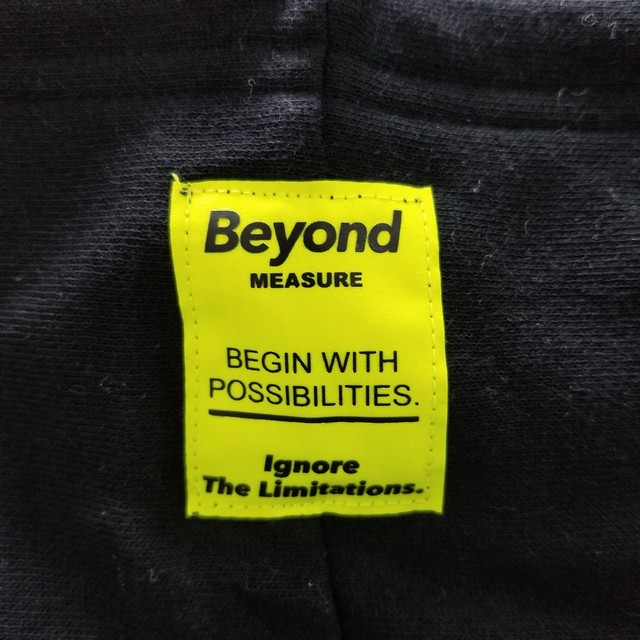 Beyond
MEASURE
BEGIN WITH
POSSIBILITIES.
Ignore
The Limitations.